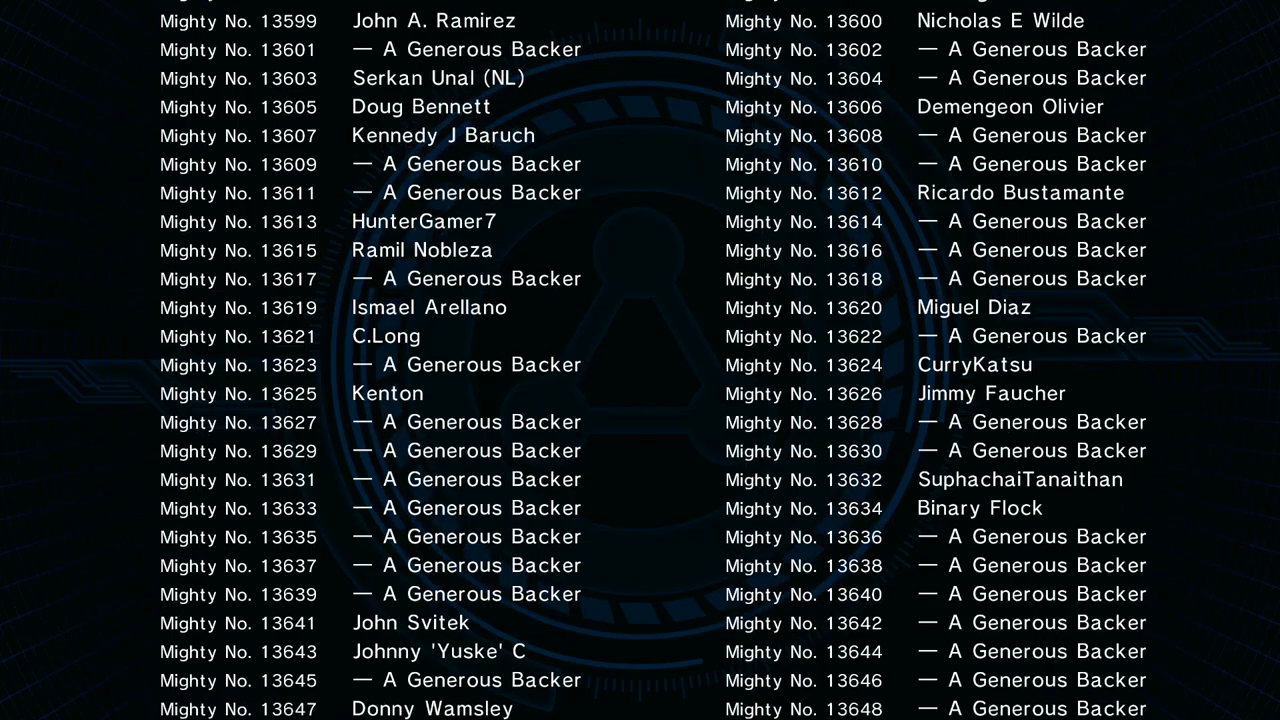 Mighty No. 13599 John A. Ramirez Mighty No. 13600 Nicholas E Wilde
Mighty No. 13601 — A Generous Backer Mighty No. 13602 — A Generous Backer
Mighty No. 13603 Serkan Unal (NL) Mighty No. 13604 — A Generous Backer
Mighty No. 13605 Doug Bennett Mighty No. 13606 Demengeon Olivier
Mighty No. 13607 Kennedy J Baruch Mighty No. 13608 — A Generous Backer
Mighty No. 13609 — A Generous Backer Mighty No. 13610 — A Generous Backer
Mighty No. 13611 — A Generous Backer Mighty No. 13612 Ricardo Bustamante
Mighty No. 13613 HunterGamer7 Mighty No. 13614 — A Generous Backer
Mighty No. 13615 Ramil Nobleza Mighty No. 13616 — A Generous Backer
Mighty No. 13617 — A Generous Backer Mighty No. 13618 — A Generous Backer
Mighty No. 13619 Ismael Arellano Mighty No. 13620 Miguel Diaz
Mighty No. 13621 C.Long Mighty No. 13622 — A Generous Backer
Mighty No. 13623 — A Generous Backer Mighty No. 13624 CurryKatsu
Mighty No. 13625 Kenton Mighty No. 13626 Jimmy Faucher
Mighty No. 13627 — A Generous Backer Mighty No. 13628 — A Generous Backer
Mighty No. 13629 — A Generous Backer Mighty No. 13630 — A Generous Backer
Mighty No. 13631 — A Generous Backer Mighty No. 13632 SuphachaiTanaithan
Mighty No. 13633 — A Generous Backer Mighty No. 13634 Binary Flock
Mighty No. 13635 — A Generous Backer Mighty No. 13636 — A Generous Backer
Mighty No. 13637 — A Generous Backer Mighty No. 13638 — A Generous Backer
Mighty No. 13639 — A Generous Backer Mighty No. 13640 — A Generous Backer
Mighty No. 13641 John Svitek Mighty No. 13642 — A Generous Backer
Mighty No. 13643 Johnny 'Yuske' C Mighty No. 13644 — A Generous Backer
Mighty No. 13645 — A Generous Backer Mighty No. 13646 — A Generous Backer
Mighty No. 13647 Donny Wamsley Mighty No. 13648 — A Generous Backer